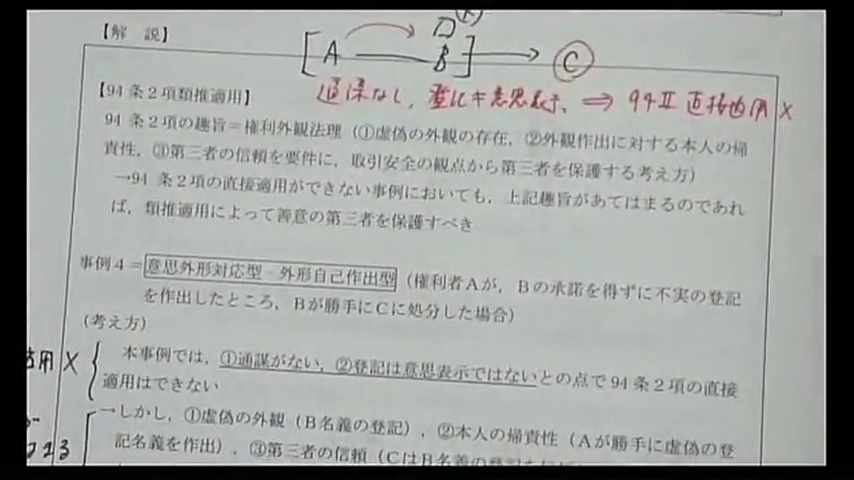 【解 説】
[A B] → C
通謀なし、登記≠意思表示、⇒ 94Ⅱ 直接適用 ×
【94条2項類推適用】
94条2項の趣旨=権利外観法理（①虚偽の外観の存在，②外観作出に対する本人の帰
責性，③第三者の信頼を要件に，取引安全の観点から第三者を保護する考え方）
→94条2項の直接適用ができない事例においても，上記趣旨があてはまるのであれ
ば，類推適用によって善意の第三者を保護すべき
事例4=意思外形対応型－外形自己作出型（権利者Aが，Bの承諾を得ずに不実の登記
を作出したところ，Bが勝手にCに処分した場合）
（考え方）
本事例では，①通謀がない，②登記は意思表示ではないとの点で94条2項の直接
適用はできない
用 ×
→しかし，①虚偽の外観（B名義の登記），②本人の帰責性（Aが勝手に虚偽の登
記名義を作出），③第三者の信頼（CはB名義の登記